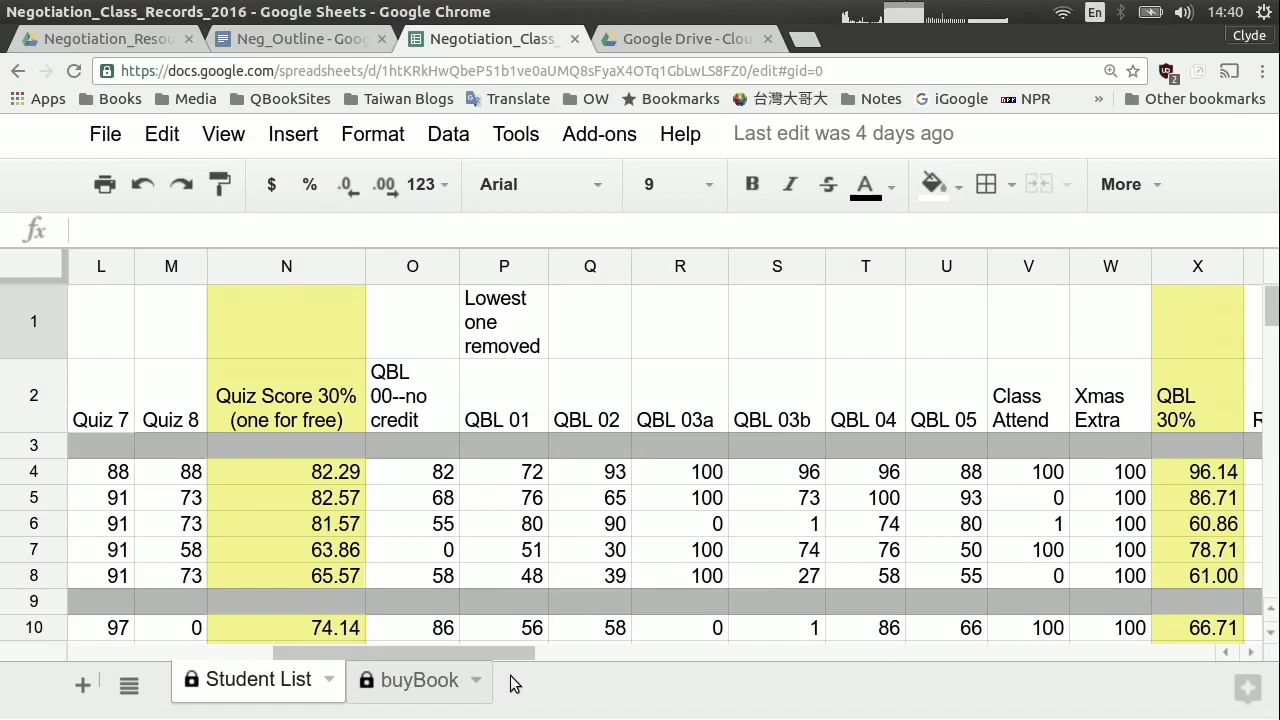 Negotiation_Class_Records_2016 - Google Sheets - Google Chrome En 14:40
Negotiation_Resou × Neg_Outline - Goog × Negotiation_Class_ × Google Drive - Clou × Clyde
https://docs.google.com/spreadsheets/d/1htKRkHwQbeP51b1ve0aUMQ8sFyaX4OTq1GbLwLS8FZ0/edit#gid=0 2
Apps Books Media QBookSites Taiwan Blogs Translate OW Bookmarks 台灣大哥大 Notes iGoogle NPR » Other bookmarks
File Edit View Insert Format Data Tools Add-ons Help Last edit was 4 days ago
$ % .0 .00 123 Arial 9 B I S A More
fx
L M N O P Q R S T U V W X
1 Lowest
one
removed
2 Quiz 7 Quiz 8 Quiz Score 30% (one for free) QBL 00--no credit QBL 01 QBL 02 QBL 03a QBL 03b QBL 04 QBL 05 Class Attend Xmas Extra QBL 30%
3
4 88 88 82.29 82 72 93 100 96 96 88 100 100 96.14
5 91 73 82.57 68 76 65 100 73 100 93 0 100 86.71
6 91 73 81.57 55 80 90 0 1 74 80 1 100 60.86
7 91 58 63.86 0 51 30 100 74 76 50 100 100 78.71
8 91 73 65.57 58 48 39 100 27 58 55 0 100 61.00
9
10 97 0 74.14 86 56 58 0 1 86 66 100 100 66.71
+ Student List buyBook